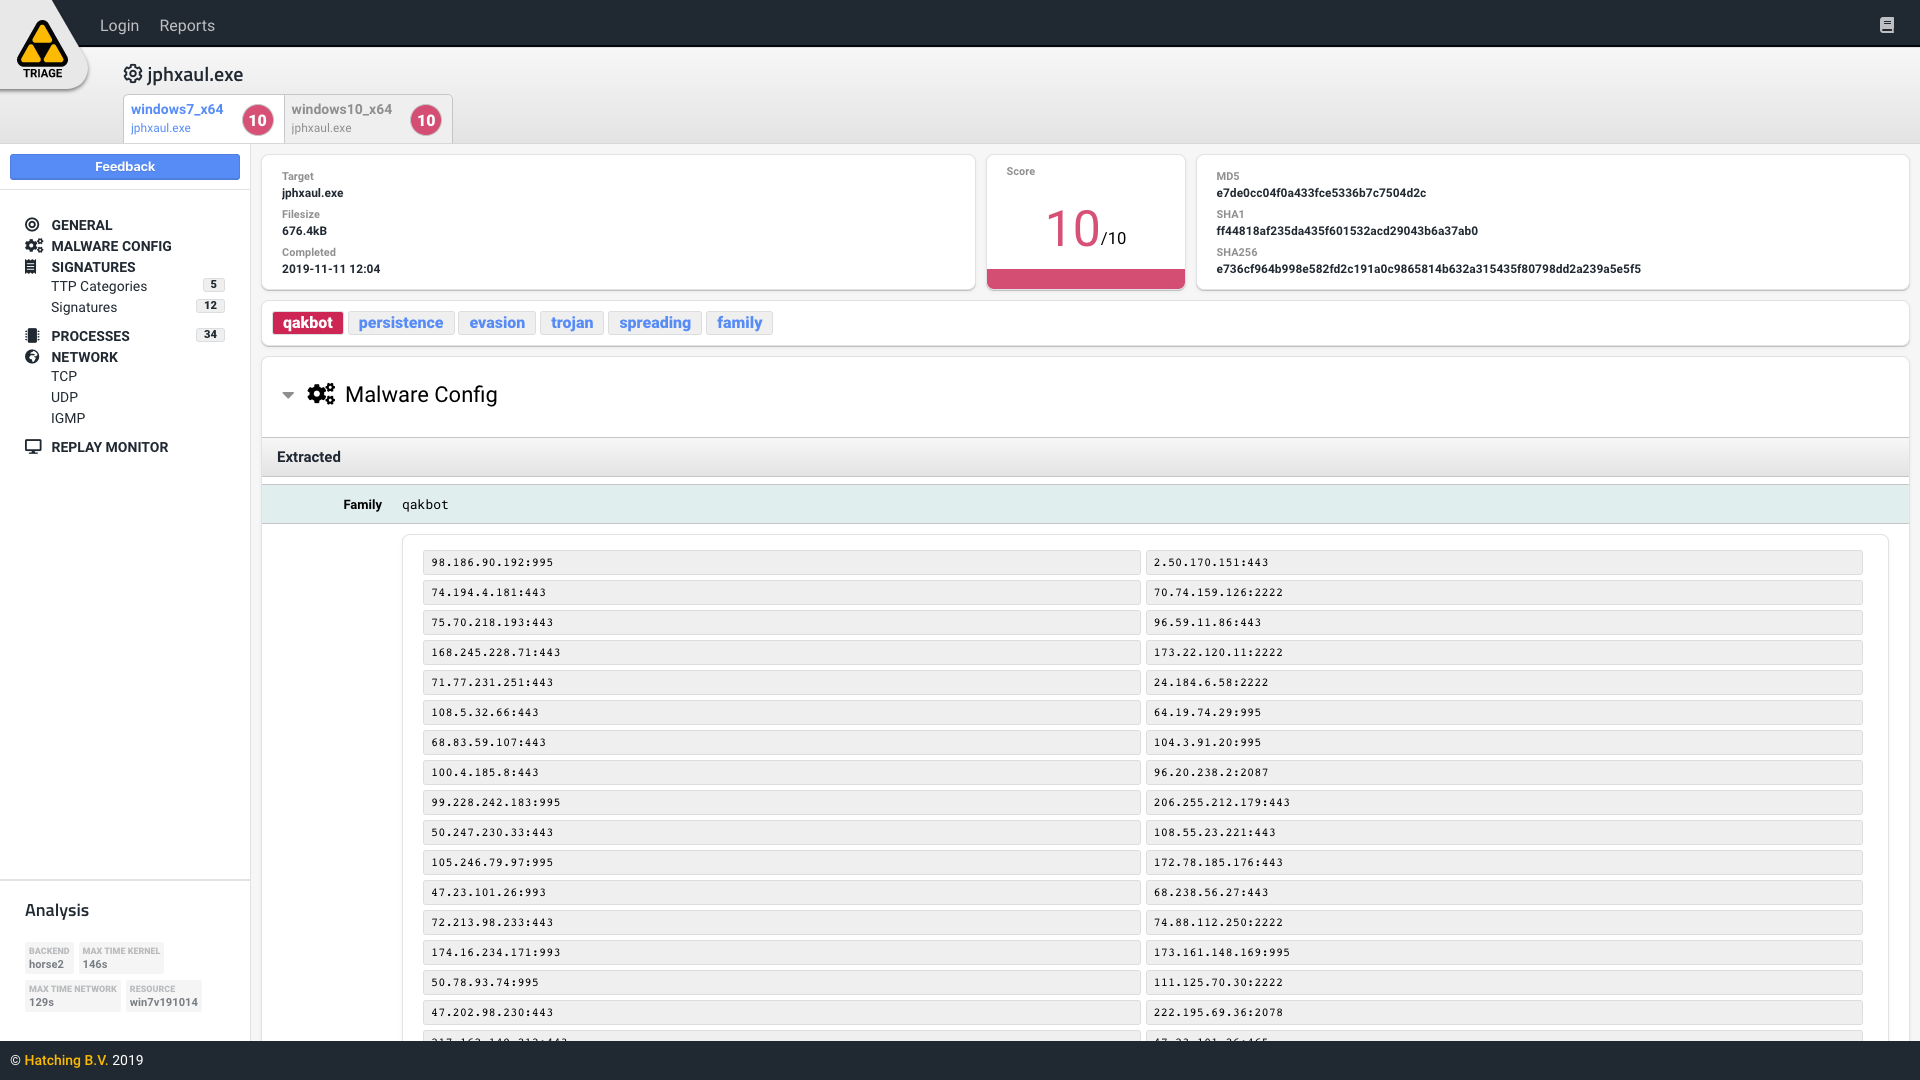 Login Reports
TRIAGE
jphxaul.exe
windows7_x64
jphxaul.exe
10
windows10_x64
jphxaul.exe
10
Feedback
GENERAL
MALWARE CONFIG
SIGNATURES
TTP Categories 5
Signatures 12
PROCESSES 34
NETWORK
TCP
UDP
IGMP
REPLAY MONITOR
Analysis
BACKEND
horse2
MAX TIME KERNEL
146s
MAX TIME NETWORK
129s
RESOURCE
win7v191014
Target
jphxaul.exe
Filesize
676.4kB
Completed
2019-11-11 12:04
Score
10/10
MD5
e7de0cc04f0a433fce5336b7c7504d2c
SHA1
ff44818af235da435f601532acd29043b6a37ab0
SHA256
e736cf964b998e582fd2c191a0c9865814b632a315435f80798dd2a239a5e5f5
qakbot persistence evasion trojan spreading family
Malware Config
Extracted
Family qakbot
98.186.90.192:995 2.50.170.151:443
74.194.4.181:443 70.74.159.126:2222
75.70.218.193:443 96.59.11.86:443
168.245.228.71:443 173.22.120.11:2222
71.77.231.251:443 24.184.6.58:2222
108.5.32.66:443 64.19.74.29:995
68.83.59.107:443 104.3.91.20:995
100.4.185.8:443 96.20.238.2:2087
99.228.242.183:995 206.255.212.179:443
50.247.230.33:443 108.55.23.221:443
105.246.79.97:995 172.78.185.176:443
47.23.101.26:993 68.238.56.27:443
72.213.98.233:443 74.88.112.250:2222
174.16.234.171:993 173.161.148.169:995
50.78.93.74:995 111.125.70.30:2222
47.202.98.230:443 222.195.69.36:2078
© Hatching B.V. 2019